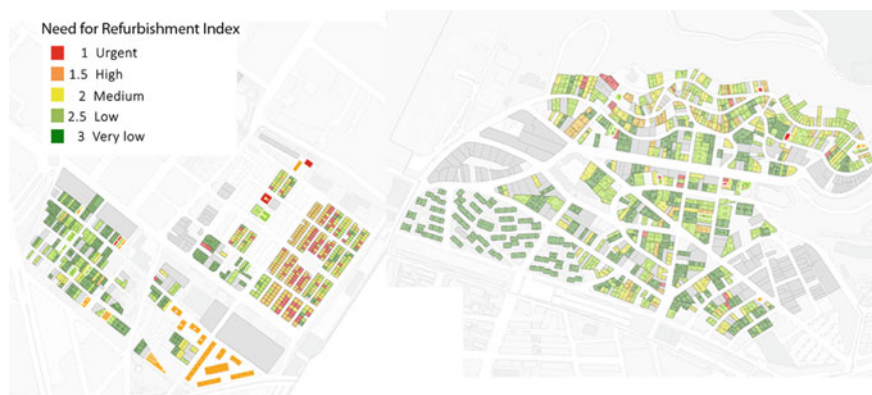 Need for Refurbishment Index
1 Urgent
1.5 High
2 Medium
2.5 Low
3 Very low